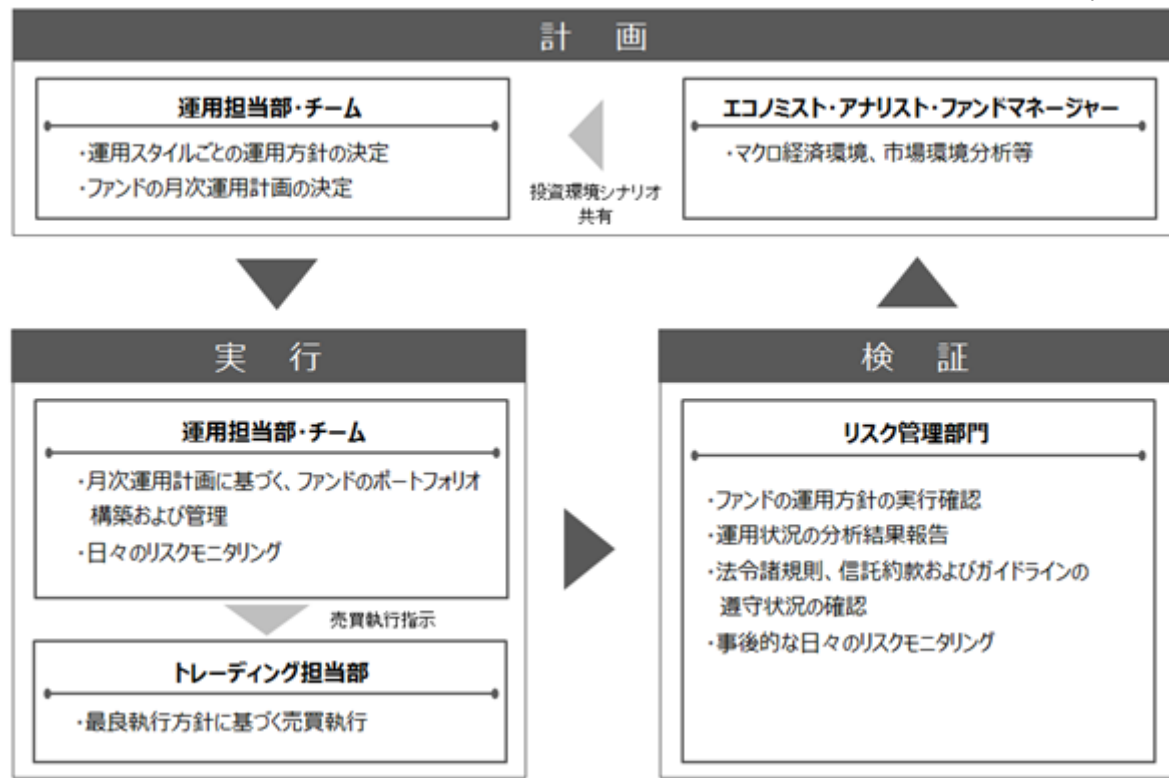 計 画
運用担当部・チーム
・運用スタイルごとの運用方針の決定
・ファンドの月次運用計画の決定
投資環境シナリオ
共有
エコノミスト・アナリスト・ファンドマネージャー
・マクロ経済環境、市場環境分析等
実 行
運用担当部・チーム
・月次運用計画に基づく、ファンドのポートフォリオ
構築および管理
・日々のリスクモニタリング
売買執行指示
トレーディング担当部
・最良執行方針に基づく売買執行
検 証
リスク管理部門
・ファンドの運用方針の実行確認
・運用状況の分析結果報告
・法令諸規則、信託約款およびガイドラインの
遵守状況の確認
・事後的な日々のリスクモニタリング